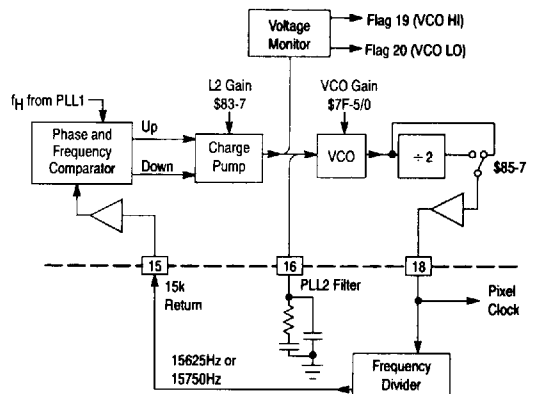 Voltage
Monitor
Flag 19 (VCO HI)
Flag 20 (VCO LO)
L2 Gain
$83-7
VCO Gain
$7F-5/0
fH from PLL1
Phase and
Frequency
Comparator
Up
Down
Charge
Pump
VCO
÷ 2
$85-7
15
16
18
15k
Return
PLL2 Filter
Pixel
Clock
15625Hz or
15750Hz
Frequency
Divider